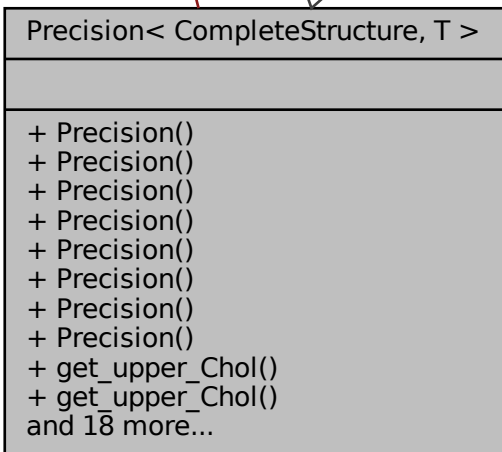 Precision< CompleteStructure, T >
+ Precision()
+ Precision()
+ Precision()
+ Precision()
+ Precision()
+ Precision()
+ Precision()
+ Precision()
+ get_upper_Chol()
+ get_upper_Chol()
and 18 more...